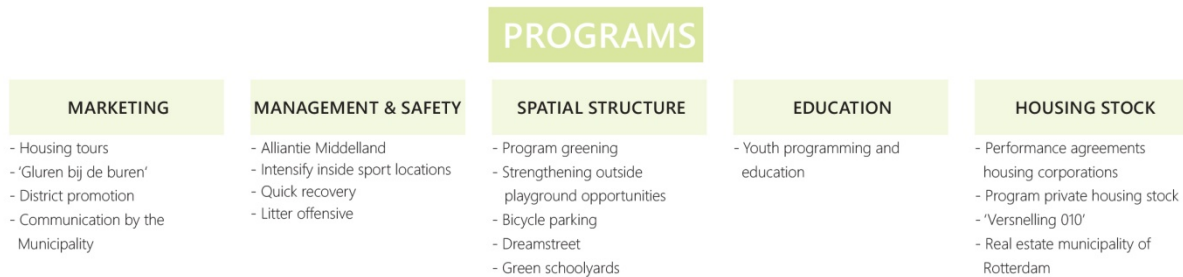 PROGRAMS
MARKETING
- Housing tours
- 'Gluren bij de buren'
- District promotion
- Communication by the
Municipality
MANAGEMENT & SAFETY
- Alliantie Middelland
- Intensify inside sport locations
- Quick recovery
- Litter offensive
SPATIAL STRUCTURE
- Program greening
- Strengthening outside
playground opportunities
- Bicycle parking
- Dreamstreet
- Green schoolyards
EDUCATION
- Youth programming and
education
HOUSING STOCK
- Performance agreements
housing corporations
- Program private housing stock
- 'Versnelling 010'
- Real estate municipality of
Rotterdam